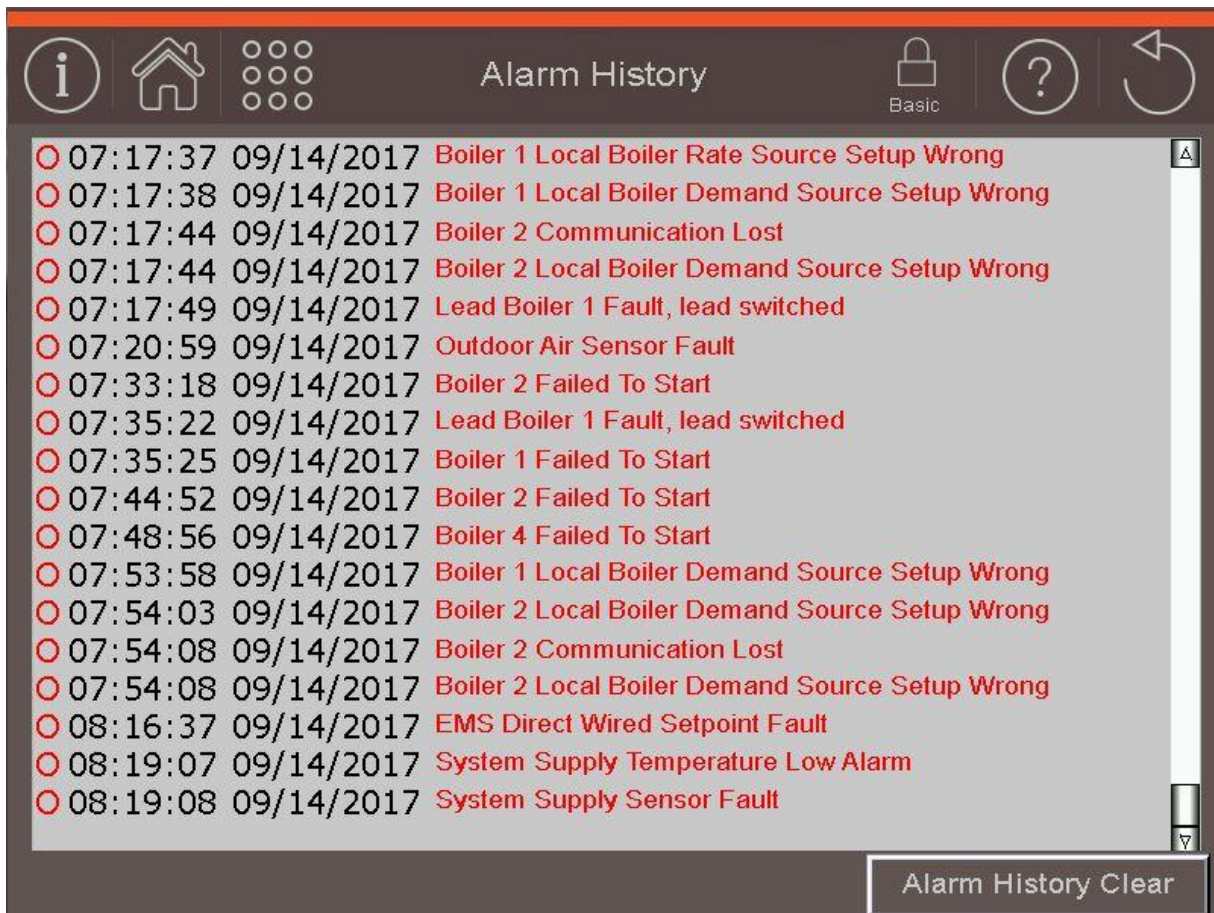 i
Alarm History
Basic
?
07:17:37 09/14/2017 Boiler 1 Local Boiler Rate Source Setup Wrong
07:17:38 09/14/2017 Boiler 1 Local Boiler Demand Source Setup Wrong
07:17:44 09/14/2017 Boiler 2 Communication Lost
07:17:44 09/14/2017 Boiler 2 Local Boiler Demand Source Setup Wrong
07:17:49 09/14/2017 Lead Boiler 1 Fault, lead switched
07:20:59 09/14/2017 Outdoor Air Sensor Fault
07:33:18 09/14/2017 Boiler 2 Failed To Start
07:35:22 09/14/2017 Lead Boiler 1 Fault, lead switched
07:35:25 09/14/2017 Boiler 1 Failed To Start
07:44:52 09/14/2017 Boiler 2 Failed To Start
07:48:56 09/14/2017 Boiler 4 Failed To Start
07:53:58 09/14/2017 Boiler 1 Local Boiler Demand Source Setup Wrong
07:54:03 09/14/2017 Boiler 2 Local Boiler Demand Source Setup Wrong
07:54:08 09/14/2017 Boiler 2 Communication Lost
07:54:08 09/14/2017 Boiler 2 Local Boiler Demand Source Setup Wrong
08:16:37 09/14/2017 EMS Direct Wired Setpoint Fault
08:19:07 09/14/2017 System Supply Temperature Low Alarm
08:19:08 09/14/2017 System Supply Sensor Fault
Alarm History Clear